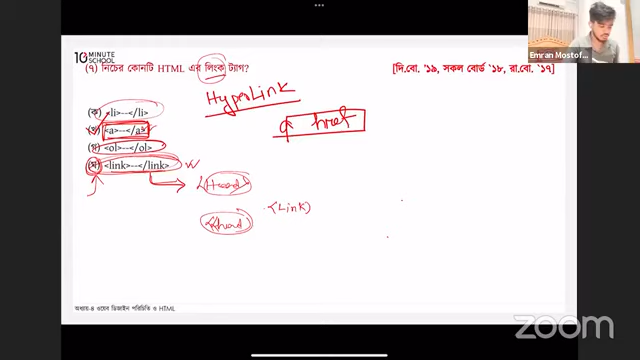 10 MINUTE SCHOOL
(৭) নিচের কোনটি HTML এর লিংক ট্যাগ?
[দি.বো. '১৯, সকল বোর্ড '১৮, রা.বো. '১৭]
HyperLink
a href
(ক) <li>--</li>
(খ) <a>--</a>
(গ) <ol>--</ol>
(ঘ) <link>--</link>
<Head>
<Link>
<head>
অধ্যায়-৪ ওয়েব ডিজাইন পরিচিতি ও HTML
Emran Mostof...
zoom